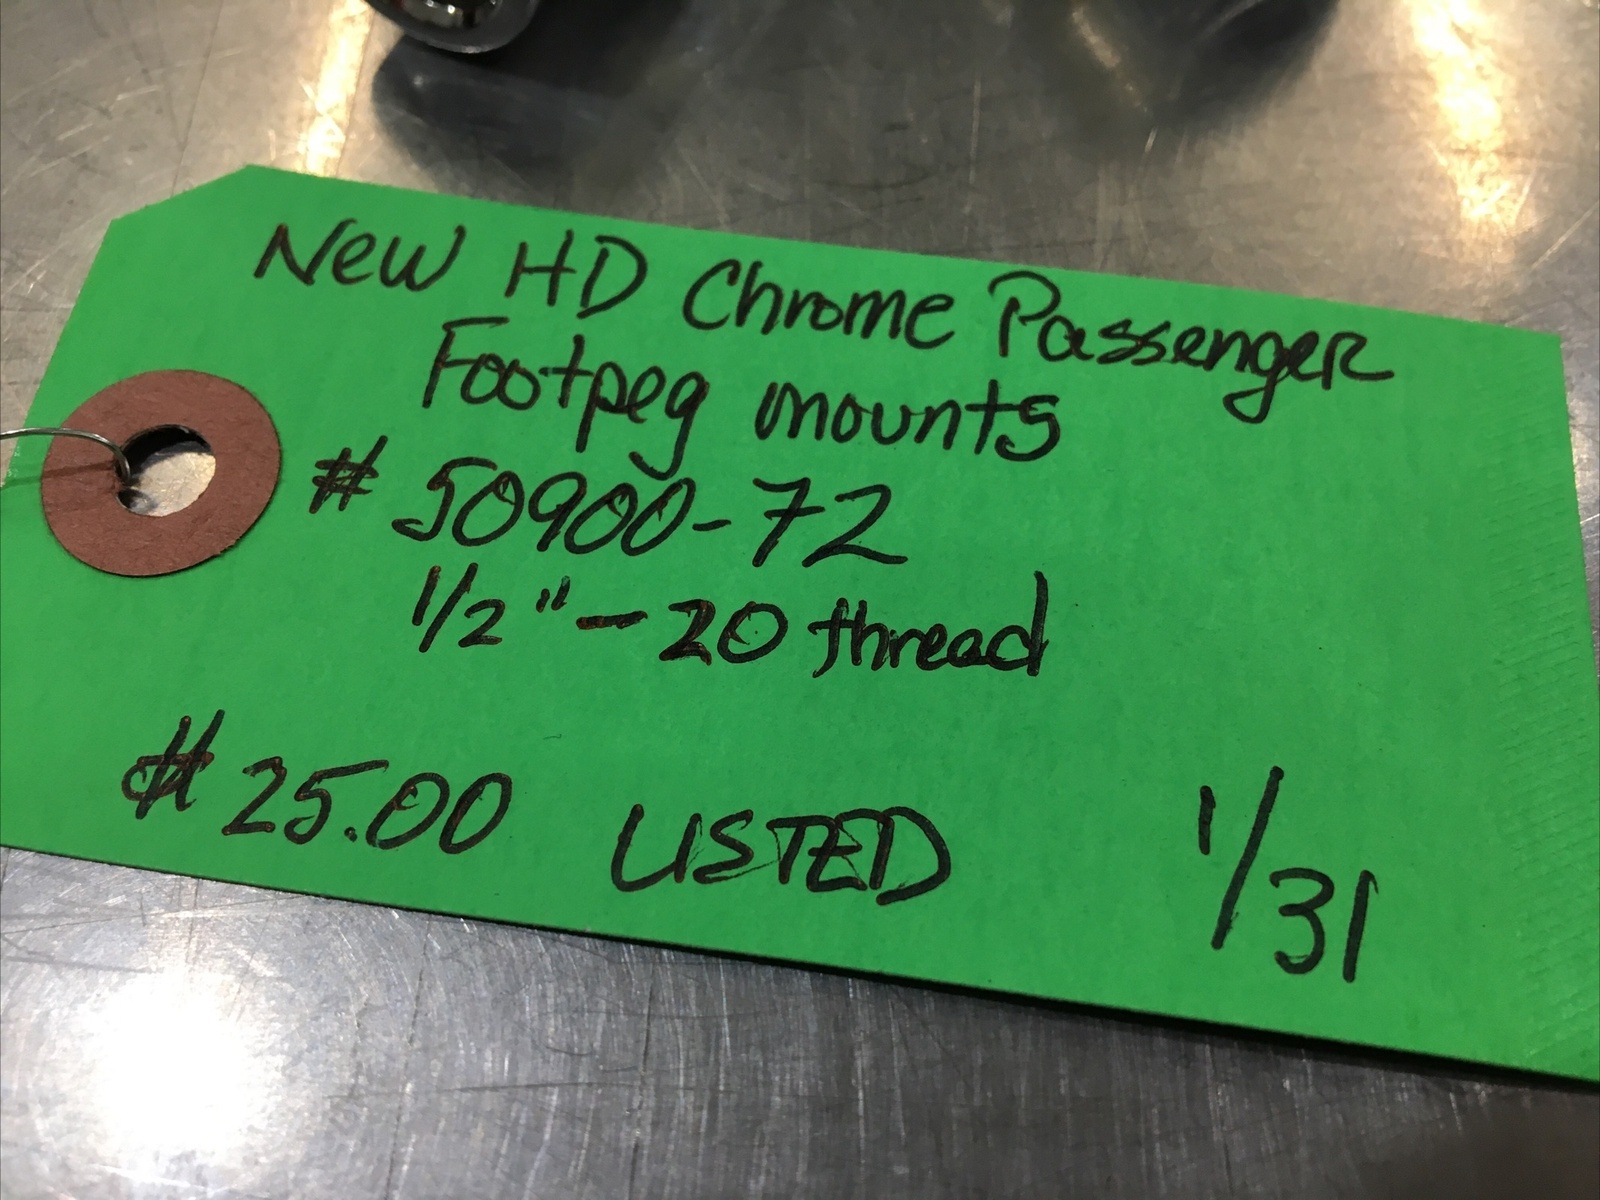 New HD Chrome Passenger
Footpeg mounts
# 50900-72
1/2" - 20 thread
$ 25.00 LISTED 1/31